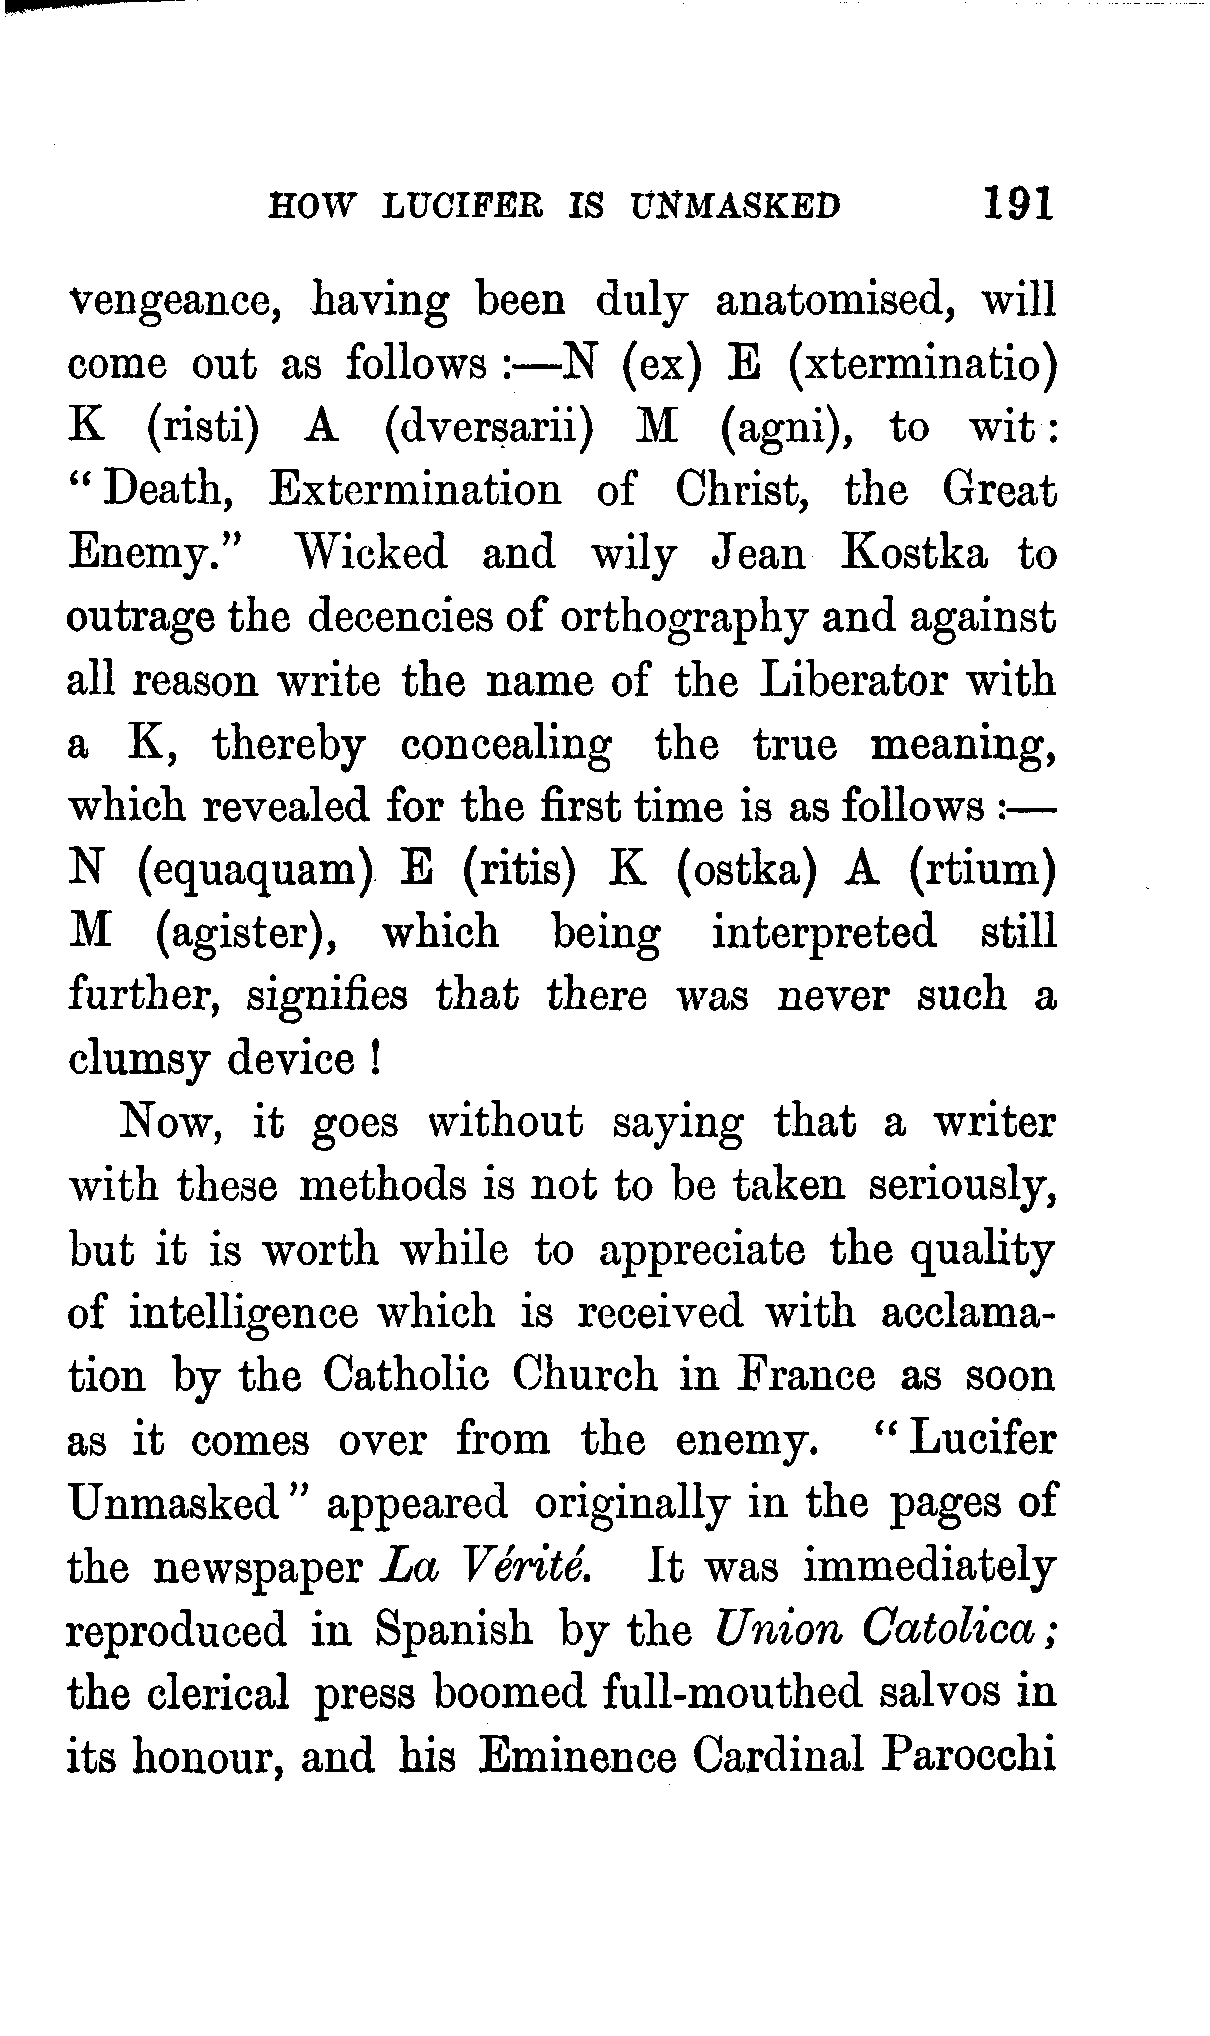 HOW LUCIFER IS UNMASKED 191
vengeance, having been duly anatomised, will
come out as follows :—N (ex) E (xterminatio)
K (risti) A (dversarii) M (agni), to wit :
“ Death, Extermination of Christ, the Great
Enemy.” Wicked and wily Jean Kostka to
outrage the decencies of orthography and against
all reason write the name of the Liberator with
a K, thereby concealing the true meaning,
which revealed for the first time is as follows :—
N (equaquam) E (ritis) K (ostka) A (rtium)
M (agister), which being interpreted still
further, signifies that there was never such a
clumsy device !
Now, it goes without saying that a writer
with these methods is not to be taken seriously,
but it is worth while to appreciate the quality
of intelligence which is received with acclama-
tion by the Catholic Church in France as soon
as it comes over from the enemy. “ Lucifer
Unmasked ” appeared originally in the pages of
the newspaper La Vérité. It was immediately
reproduced in Spanish by the Union Catolica ;
the clerical press boomed full-mouthed salvos in
its honour, and his Eminence Cardinal Parocchi